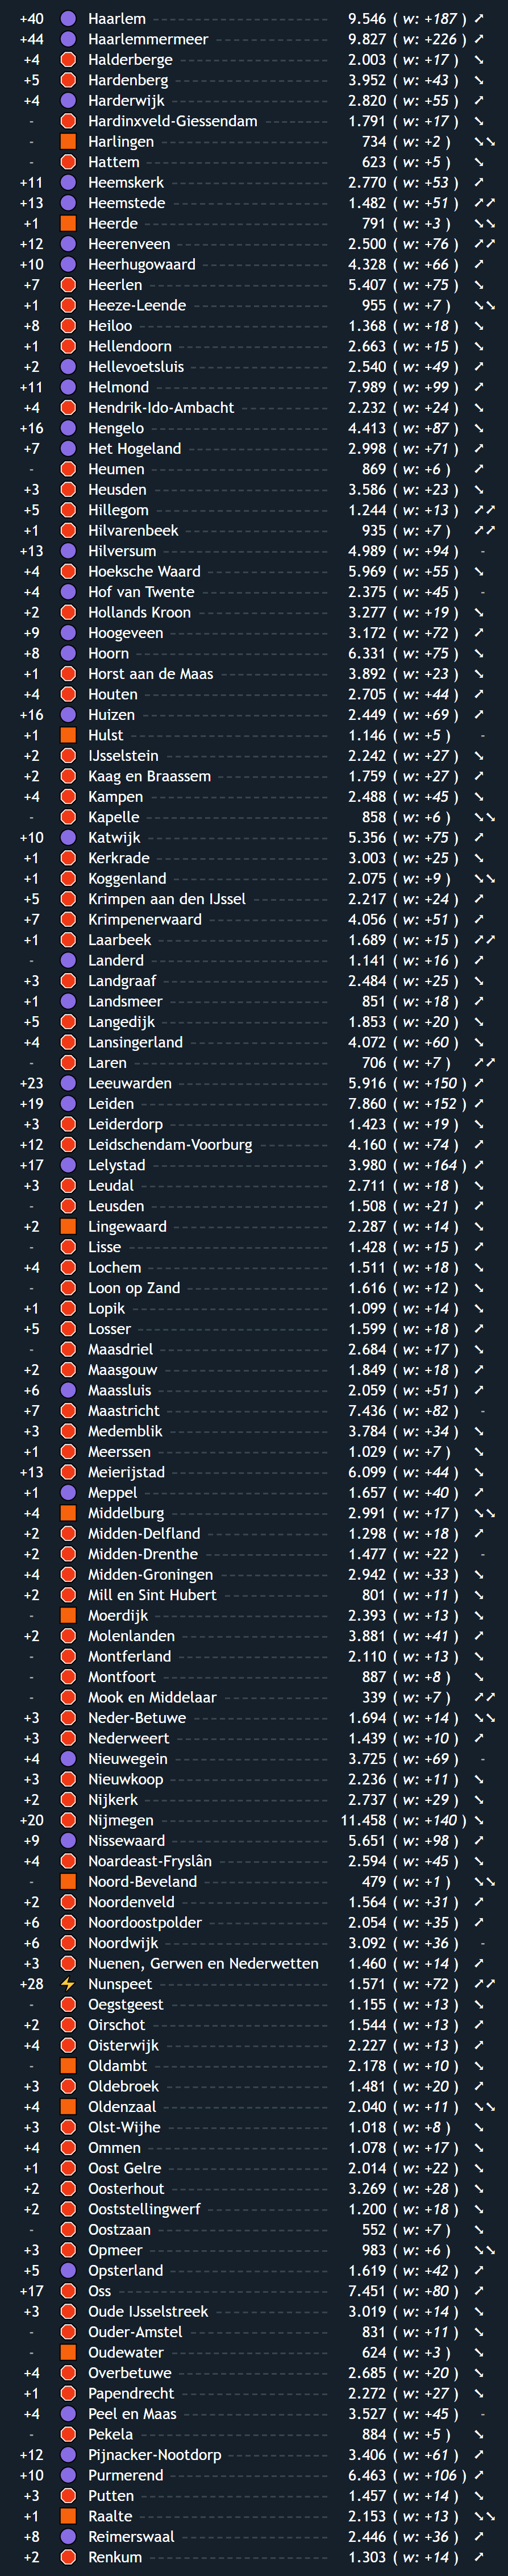 +40 Haarlem 9.546 ( w: +187 ) ➚
+44 Haarlemmermeer 9.827 ( w: +226 ) ➚
+4 Halderberge 2.003 ( w: +17 ) ➘
+5 Hardenberg 3.952 ( w: +43 ) ➘
+4 Harderwijk 2.820 ( w: +55 ) ➚
- Hardinxveld-Giessendam 1.791 ( w: +17 ) ➘
- Harlingen 734 ( w: +2 ) ➘➘
- Hattem 623 ( w: +5 ) ➘
+11 Heemskerk 2.770 ( w: +53 ) ➚
+13 Heemstede 1.482 ( w: +51 ) ➚➚
+1 Heerde 791 ( w: +3 ) ➘➘
+12 Heerenveen 2.500 ( w: +76 ) ➚➚
+10 Heerhugowaard 4.328 ( w: +66 ) ➚
+7 Heerlen 5.407 ( w: +75 ) ➘
+1 Heeze-Leende 955 ( w: +7 ) ➘➘
+8 Heiloo 1.368 ( w: +18 ) ➘
+1 Hellendoorn 2.663 ( w: +15 ) ➘
+2 Hellevoetsluis 2.540 ( w: +49 ) ➚
+11 Helmond 7.989 ( w: +99 ) ➚
+4 Hendrik-Ido-Ambacht 2.232 ( w: +24 ) ➘
+16 Hengelo 4.413 ( w: +87 ) ➘
+7 Het Hogeland 2.998 ( w: +71 ) ➚
- Heumen 869 ( w: +6 ) ➚
+3 Heusden 3.586 ( w: +23 ) ➘
+5 Hillegom 1.244 ( w: +13 ) ➚➚
+1 Hilvarenbeek 935 ( w: +7 ) ➚➚
+13 Hilversum 4.989 ( w: +94 ) -
+4 Hoeksche Waard 5.969 ( w: +55 ) ➘
+4 Hof van Twente 2.375 ( w: +45 ) -
+2 Hollands Kroon 3.277 ( w: +19 ) ➘
+9 Hoogeveen 3.172 ( w: +72 ) ➚
+8 Hoorn 6.331 ( w: +75 ) ➘
+1 Horst aan de Maas 3.892 ( w: +23 ) ➘
+4 Houten 2.705 ( w: +44 ) ➚
+16 Huizen 2.449 ( w: +69 ) ➚
+1 Hulst 1.146 ( w: +5 ) -
+2 IJsselstein 2.242 ( w: +27 ) ➘
+2 Kaag en Braassem 1.759 ( w: +27 ) ➚
+4 Kampen 2.488 ( w: +45 ) ➘
- Kapelle 858 ( w: +6 ) ➘➘
+10 Katwijk 5.356 ( w: +75 ) ➚
+1 Kerkrade 3.003 ( w: +25 ) ➘
+1 Koggenland 2.075 ( w: +9 ) ➘➘
+5 Krimpen aan den IJssel 2.217 ( w: +24 ) ➚
+7 Krimpenerwaard 4.056 ( w: +51 ) ➚
+1 Laarbeek 1.689 ( w: +15 ) ➚➚
- Landerd 1.141 ( w: +16 ) ➚
+3 Landgraaf 2.484 ( w: +25 ) ➘
+1 Landsmeer 851 ( w: +18 ) ➚
+5 Langedijk 1.853 ( w: +20 ) ➘
+4 Lansingerland 4.072 ( w: +60 ) ➘
- Laren 706 ( w: +7 ) ➚➚
+23 Leeuwarden 5.916 ( w: +150 ) ➚
+19 Leiden 7.860 ( w: +152 ) ➚
+3 Leiderdorp 1.423 ( w: +19 ) ➘
+12 Leidschendam-Voorburg 4.160 ( w: +74 ) ➚
+17 Lelystad 3.980 ( w: +164 ) ➚
+3 Leudal 2.711 ( w: +18 ) ➘
- Leusden 1.508 ( w: +21 ) ➚
+2 Lingewaard 2.287 ( w: +14 ) ➘
- Lisse 1.428 ( w: +15 ) ➚
+4 Lochem 1.511 ( w: +18 ) ➘
- Loon op Zand 1.616 ( w: +12 ) ➘
+1 Lopik 1.099 ( w: +14 ) ➘
+5 Losser 1.599 ( w: +18 ) ➚
- Maasdriel 2.684 ( w: +17 ) ➘
+2 Maasgouw 1.849 ( w: +18 ) ➚
+6 Maassluis 2.059 ( w: +51 ) ➚
+7 Maastricht 7.436 ( w: +82 ) -
+3 Medemblik 3.784 ( w: +34 ) ➘
+1 Meerssen 1.029 ( w: +7 ) ➘
+13 Meierijstad 6.099 ( w: +44 ) ➘
+1 Meppel 1.657 ( w: +40 ) ➚
+4 Middelburg 2.991 ( w: +17 ) ➘➘
+2 Midden-Delfland 1.298 ( w: +18 ) ➚
+2 Midden-Drenthe 1.477 ( w: +22 ) -
+4 Midden-Groningen 2.942 ( w: +33 ) ➘
+2 Mill en Sint Hubert 801 ( w: +11 ) ➘
- Moerdijk 2.393 ( w: +13 ) ➘
+2 Molenlanden 3.881 ( w: +41 ) ➚
- Montferland 2.110 ( w: +13 ) ➘
- Montfoort 887 ( w: +8 ) ➘
- Mook en Middelaar 339 ( w: +7 ) ➚➚
+3 Neder-Betuwe 1.694 ( w: +14 ) ➘➘
+3 Nederweert 1.439 ( w: +10 ) ➚
+4 Nieuwegein 3.725 ( w: +69 ) -
+3 Nieuwkoop 2.236 ( w: +11 ) ➘
+2 Nijkerk 2.737 ( w: +29 ) ➘
+20 Nijmegen 11.458 ( w: +140 ) ➘
+9 Nissewaard 5.651 ( w: +98 ) ➚
+4 Noardeast-Fryslân 2.594 ( w: +45 ) ➘
- Noord-Beveland 479 ( w: +1 ) ➘➘
+2 Noordenveld 1.564 ( w: +31 ) ➚
+6 Noordoostpolder 2.054 ( w: +35 ) ➚
+6 Noordwijk 3.092 ( w: +36 ) -
+3 Nuenen, Gerwen en Nederwetten 1.460 ( w: +14 ) ➚
+28 Nunspeet 1.571 ( w: +72 ) ➚➚
- Oegstgeest 1.155 ( w: +13 ) ➘
+2 Oirschot 1.544 ( w: +13 ) ➚
+4 Oisterwijk 2.227 ( w: +13 ) ➚
- Oldambt 2.178 ( w: +10 ) ➘
+3 Oldebroek 1.481 ( w: +20 ) ➚
+4 Oldenzaal 2.040 ( w: +11 ) ➘➘
+3 Olst-Wijhe 1.018 ( w: +8 ) ➘
+4 Ommen 1.078 ( w: +17 ) ➘
+1 Oost Gelre 2.014 ( w: +22 ) ➘
+2 Oosterhout 3.269 ( w: +28 ) ➘
+2 Ooststellingwerf 1.200 ( w: +18 ) ➘
- Oostzaan 552 ( w: +7 ) ➘
+3 Opmeer 983 ( w: +6 ) ➘➘
+5 Opsterland 1.619 ( w: +42 ) ➚
+17 Oss 7.451 ( w: +80 ) ➚
+3 Oude IJsselstreek 3.019 ( w: +14 ) ➘
- Ouder-Amstel 831 ( w: +11 ) ➘
- Oudewater 624 ( w: +3 ) ➘
+4 Overbetuwe 2.685 ( w: +20 ) ➘
+1 Papendrecht 2.272 ( w: +27 ) ➘
+4 Peel en Maas 3.527 ( w: +45 ) -
- Pekela 884 ( w: +5 ) ➘
+12 Pijnacker-Nootdorp 3.406 ( w: +61 ) ➚
+10 Purmerend 6.463 ( w: +106 ) ➚
+3 Putten 1.457 ( w: +14 ) ➘
+1 Raalte 2.153 ( w: +13 ) ➘➘
+8 Reimerswaal 2.446 ( w: +36 ) ➚
+2 Renkum 1.303 ( w: +14 ) ➚